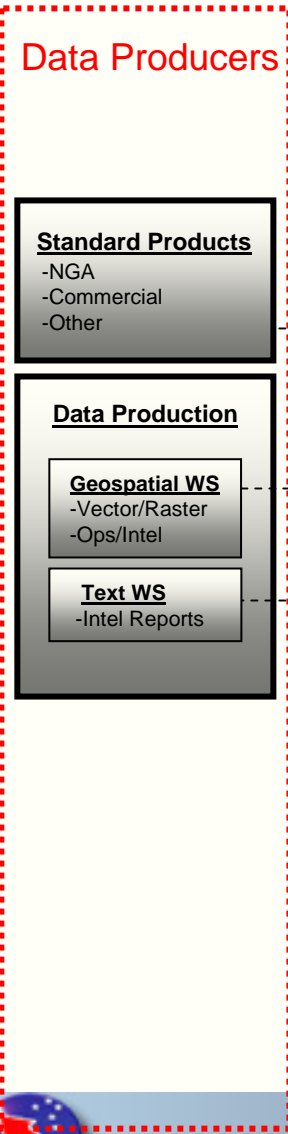 Data Producers
Standard Products
-NGA
-Commercial
-Other
Data Production
Geospatial WS
-Vector/Raster
-Ops/Intel
Text WS
-Intel Reports